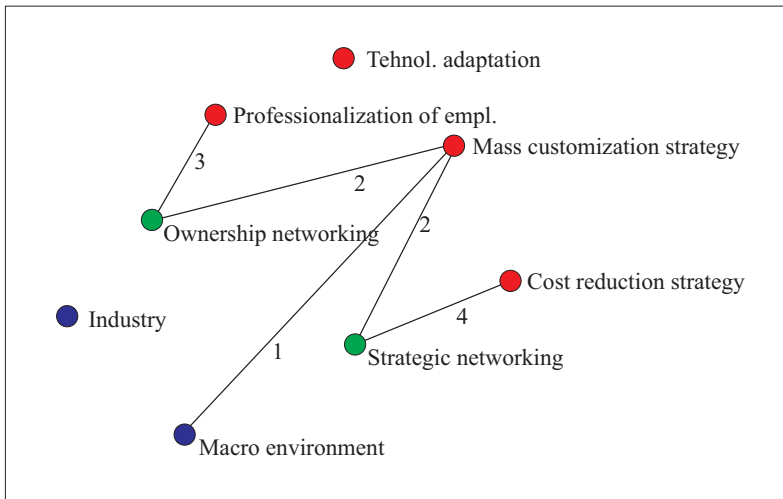 Tehnol. adaptation
Professionalization of empl.
Mass customization strategy
3
2
Ownership networking
2
Cost reduction strategy
Industry
4
1
Strategic networking
Macro environment